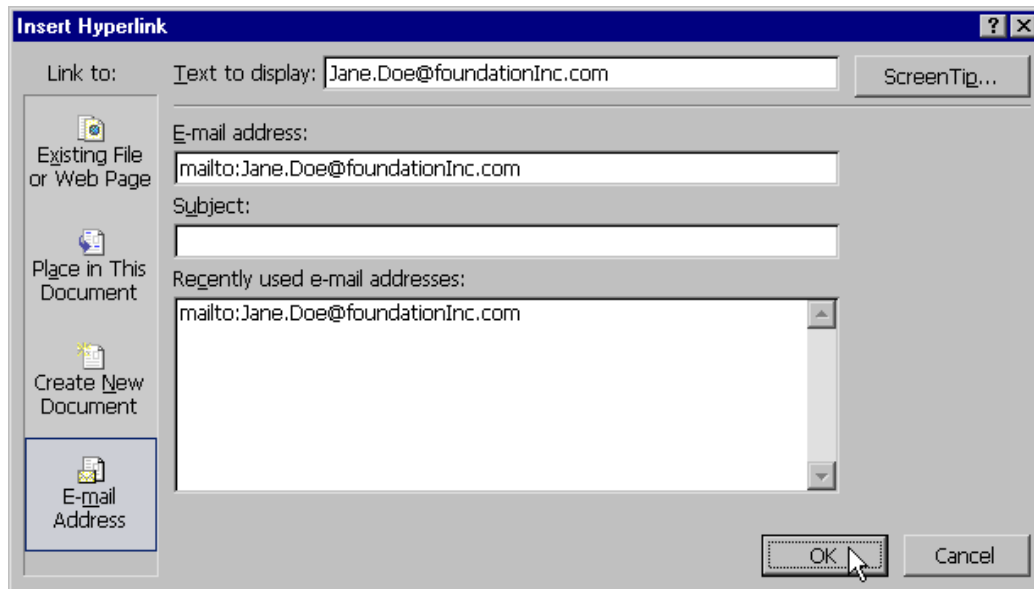 Insert Hyperlink
Link to:
Text to display: Jane.Doe@foundationInc.com
ScreenTip...
Existing File
or Web Page
Place in This
Document
Create New
Document
E-mail
Address
E-mail address:
mailto:Jane.Doe@foundationInc.com
Subject:
Recently used e-mail addresses:
mailto:Jane.Doe@foundationInc.com
OK
Cancel